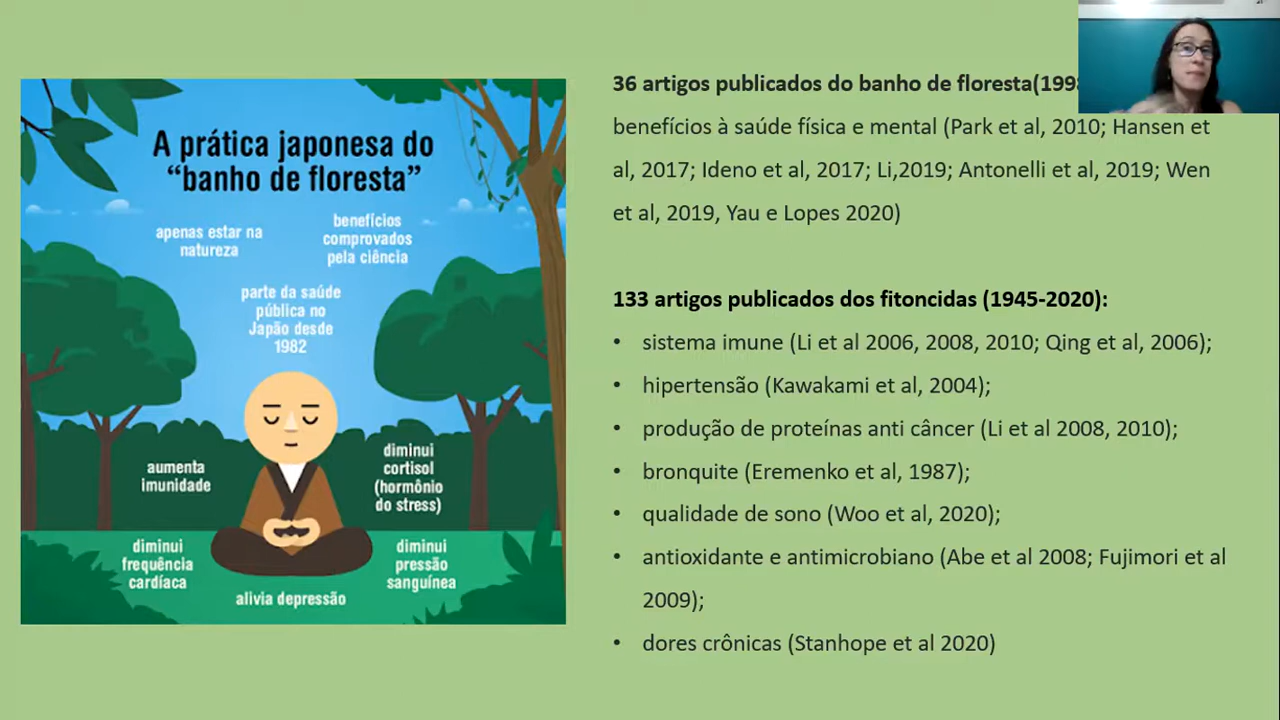 A prática japonesa do
“banho de floresta”
apenas estar na
natureza
benefícios
comprovados
pela ciência
parte da saúde
pública no
Japão desde
1982
aumenta
imunidade
diminui
cortisol
(hormônio
do stress)
diminui
frequência
cardíaca
diminui
pressão
sanguínea
alivia depressão
36 artigos publicados do banho de floresta
benefícios à saúde física e mental (Park et al, 2010; Hansen et
al, 2017; Ideno et al, 2017; Li,2019; Antonelli et al, 2019; Wen
et al, 2019, Yau e Lopes 2020)
133 artigos publicados dos fitoncidas (1945-2020):
• sistema imune (Li et al 2006, 2008, 2010; Qing et al, 2006);
• hipertensão (Kawakami et al, 2004);
• produção de proteínas anti câncer (Li et al 2008, 2010);
• bronquite (Eremenko et al, 1987);
• qualidade de sono (Woo et al, 2020);
• antioxidante e antimicrobiano (Abe et al 2008; Fujimori et al
2009);
• dores crônicas (Stanhope et al 2020)